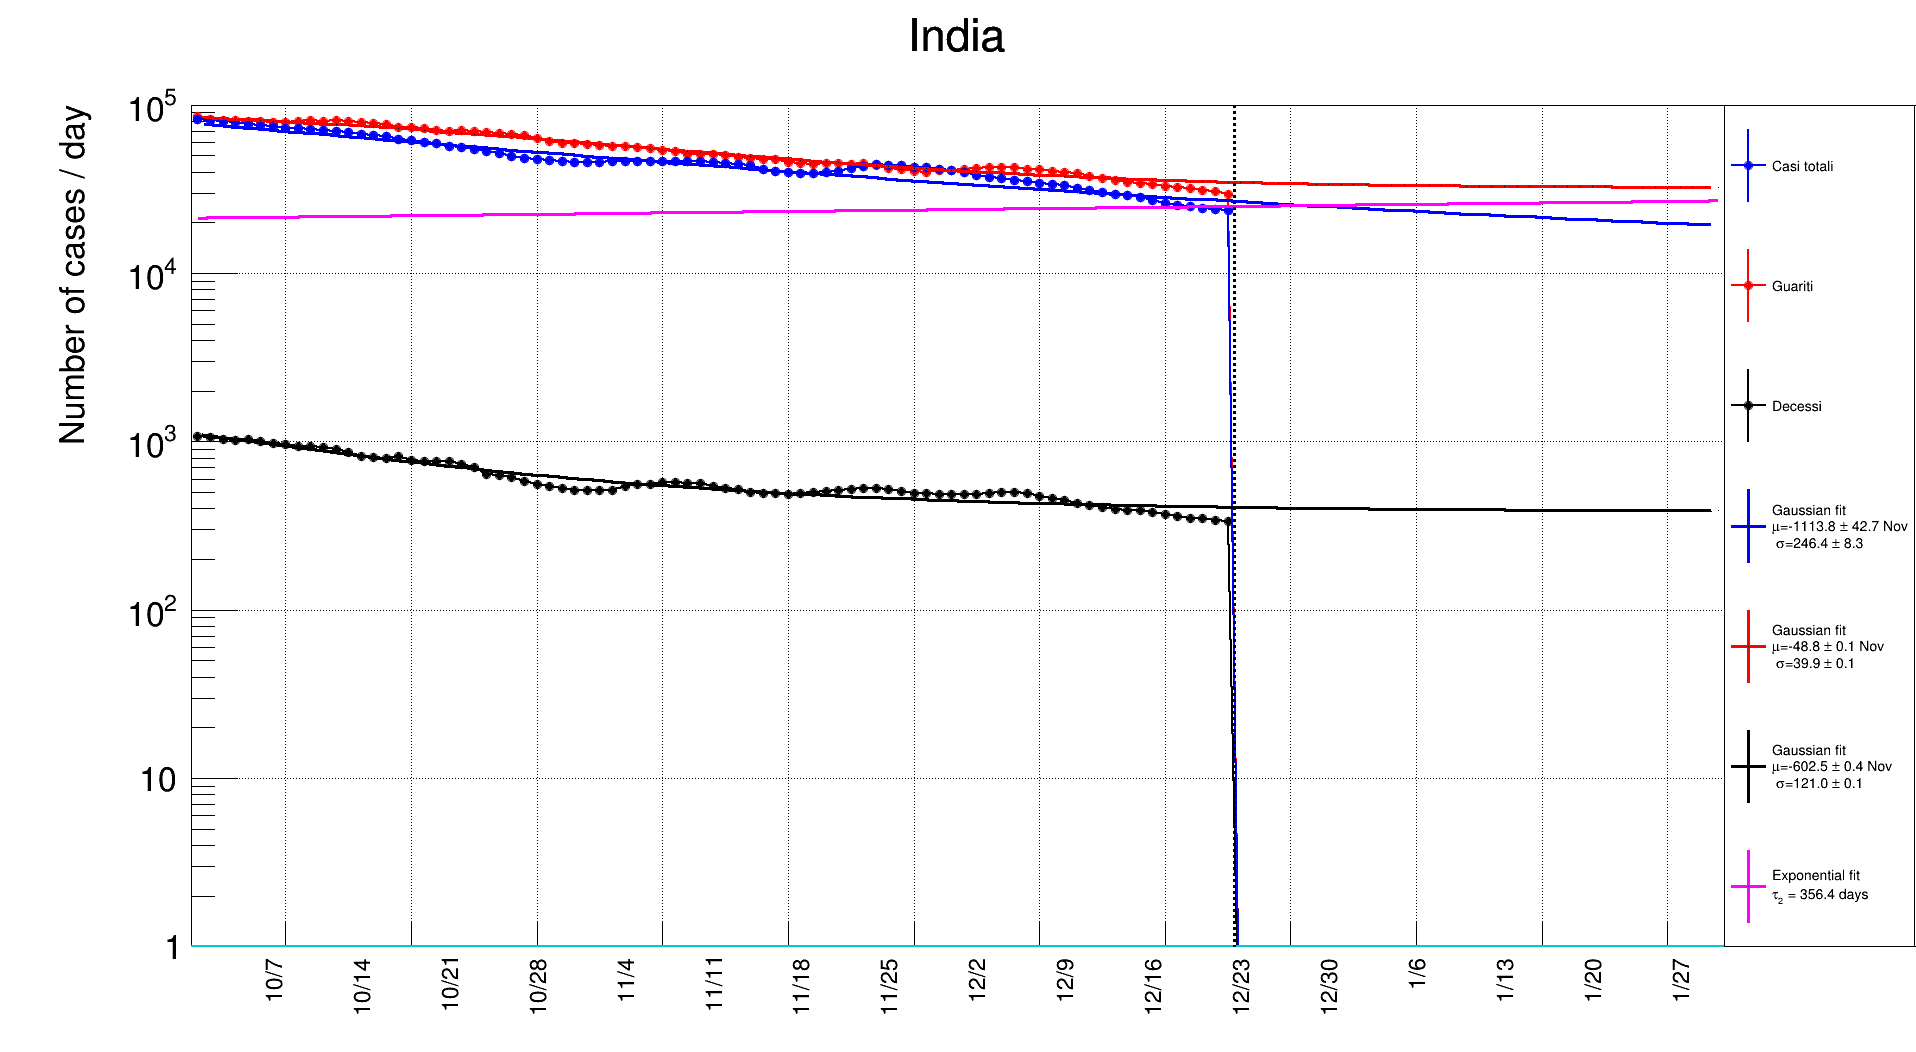 India
Number of cases / day
10^5
10^4
10^3
10^2
10
1
10/7
10/14
10/21
10/28
11/4
11/11
11/18
11/25
12/2
12/9
12/16
12/23
12/30
1/6
1/13
1/20
1/27
Casi totali
Guariti
Decessi
Gaussian fit
μ=-1113.8 ± 42.7 Nov
σ=246.4 ± 8.3
Gaussian fit
μ=-48.8 ± 0.1 Nov
σ=39.9 ± 0.1
Gaussian fit
μ=-602.5 ± 0.4 Nov
σ=121.0 ± 0.1
Exponential fit
τ₂ = 356.4 days